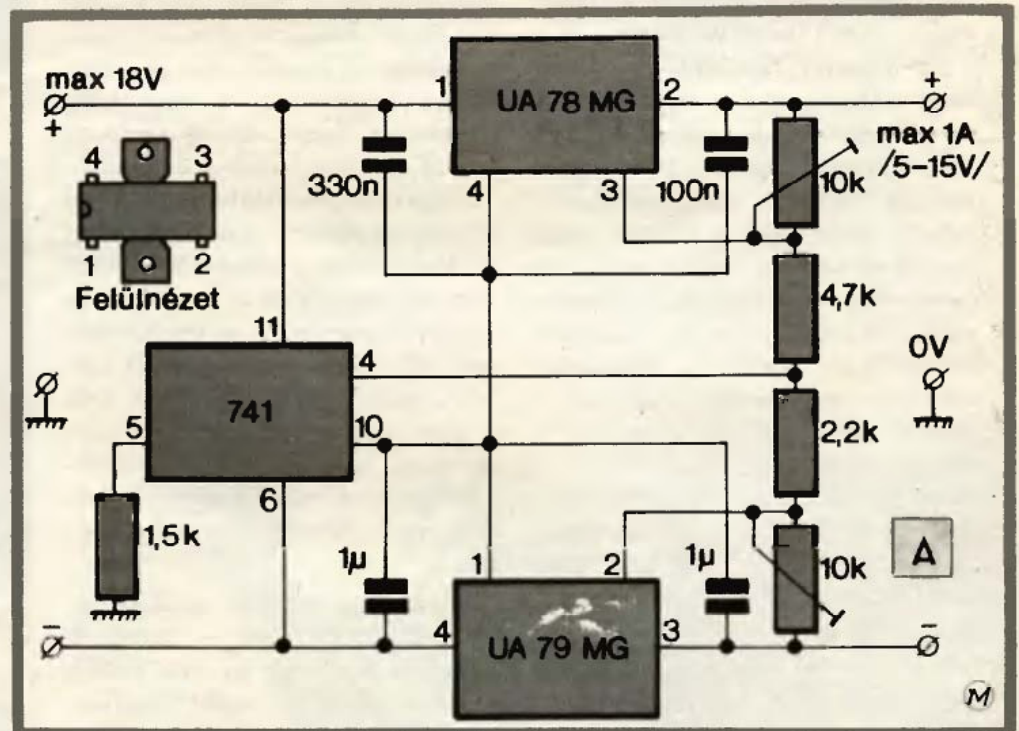 max 18V
+
1
UA 78 MG
2
+
max 1A
/5-15V/
4
3
330n
4
3
100n
10k
1
2
Felülnézet
4,7k
11
4
0V
741
5
10
2,2k
6
1,5k
1µ
1
2
1µ
10k
A
-
4
UA 79 MG
3
-
M